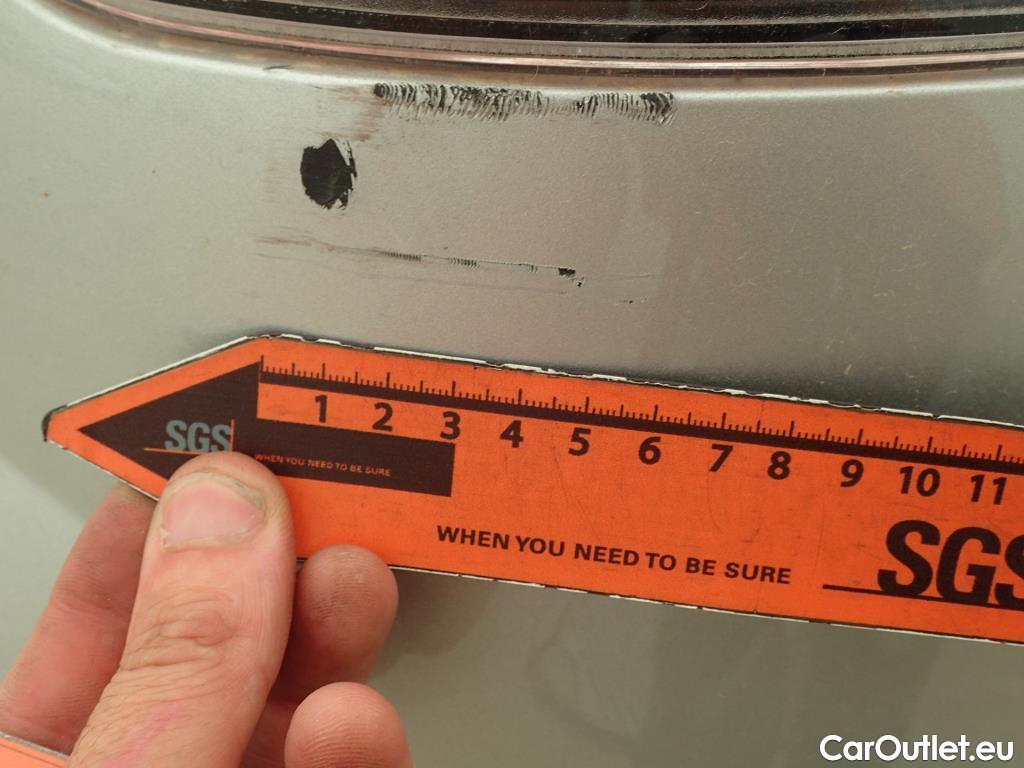 1 2 3 4 5 6 7 8 9 10 11
SGS
WHEN YOU NEED TO BE SURE
WHEN YOU NEED TO BE SURE
SGS
CarOutlet.eu